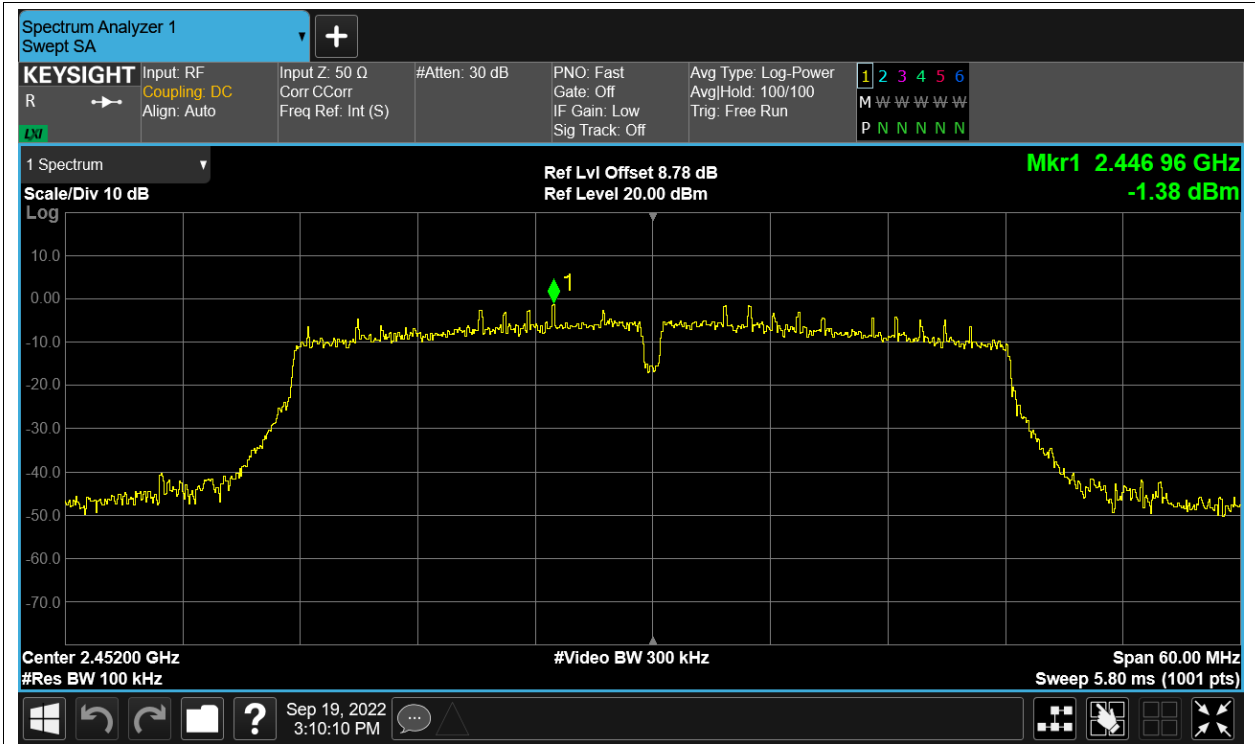 Spectrum Analyzer 1
Swept SA
+
KEYSIGHT
R
LXI
Input: RF
Coupling: DC
Align: Auto
Input Z: 50 Ω
Corr CCorr
Freq Ref: Int (S)
#Atten: 30 dB
PNO: Fast
Gate: Off
IF Gain: Low
Sig Track: Off
Avg Type: Log-Power
Avg|Hold: 100/100
Trig: Free Run
1 2 3 4 5 6
M W W W W W
P N N N N N
1 Spectrum
Scale/Div 10 dB
Log
Ref Lvl Offset 8.78 dB
Ref Level 20.00 dBm
Mkr1 2.446 96 GHz
-1.38 dBm
10.0
0.00
-10.0
-20.0
-30.0
-40.0
-50.0
-60.0
-70.0
1
Center 2.45200 GHz
#Res BW 100 kHz
#Video BW 300 kHz
Span 60.00 MHz
Sweep 5.80 ms (1001 pts)
?
Sep 19, 2022
3:10:10 PM